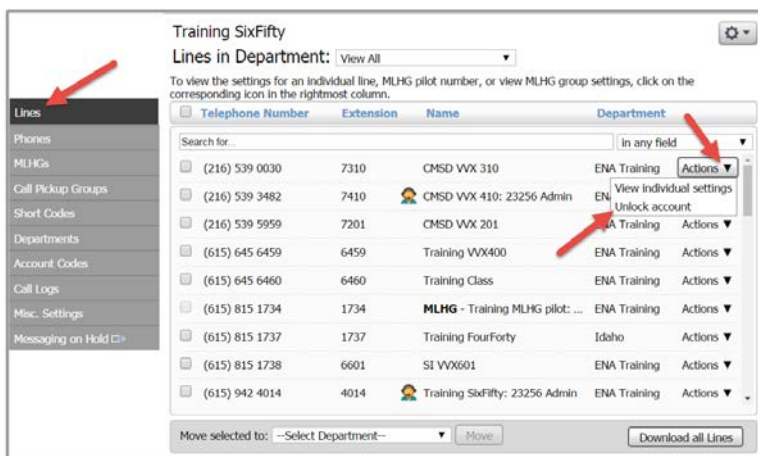 Training SixFifty
Lines in Department: View All
To view the settings for an individual line, MLHG pilot number, or view MLHG group settings, click on the
corresponding icon in the rightmost column.
Lines
Phones
MLHGs
Call Pickup Groups
Short Codes
Departments
Account Codes
Call Logs
Misc. Settings
Messaging on Hold
Telephone Number Extension Name Department
Search for... in any field
(216) 539 0030 7310 CMSD VVX 310 ENA Training Actions
View individual settings
Unlock account
(216) 539 3482 7410 CMSD VVX 410: 23256 Admin EN
(216) 539 5959 7201 CMSD VVX 201 ENA Training Actions
(615) 645 6459 6459 Training VVX400 ENA Training Actions
(615) 645 6460 6460 Training Class ENA Training Actions
(615) 815 1734 1734 MLHG - Training MLHG pilot: ... ENA Training Actions
(615) 815 1737 1737 Training FourForty Idaho Actions
(615) 815 1738 6601 SI VVX601 ENA Training Actions
(615) 942 4014 4014 Training SixFifty: 23256 Admin ENA Training Actions
Move selected to: --Select Department-- Move Download all Lines